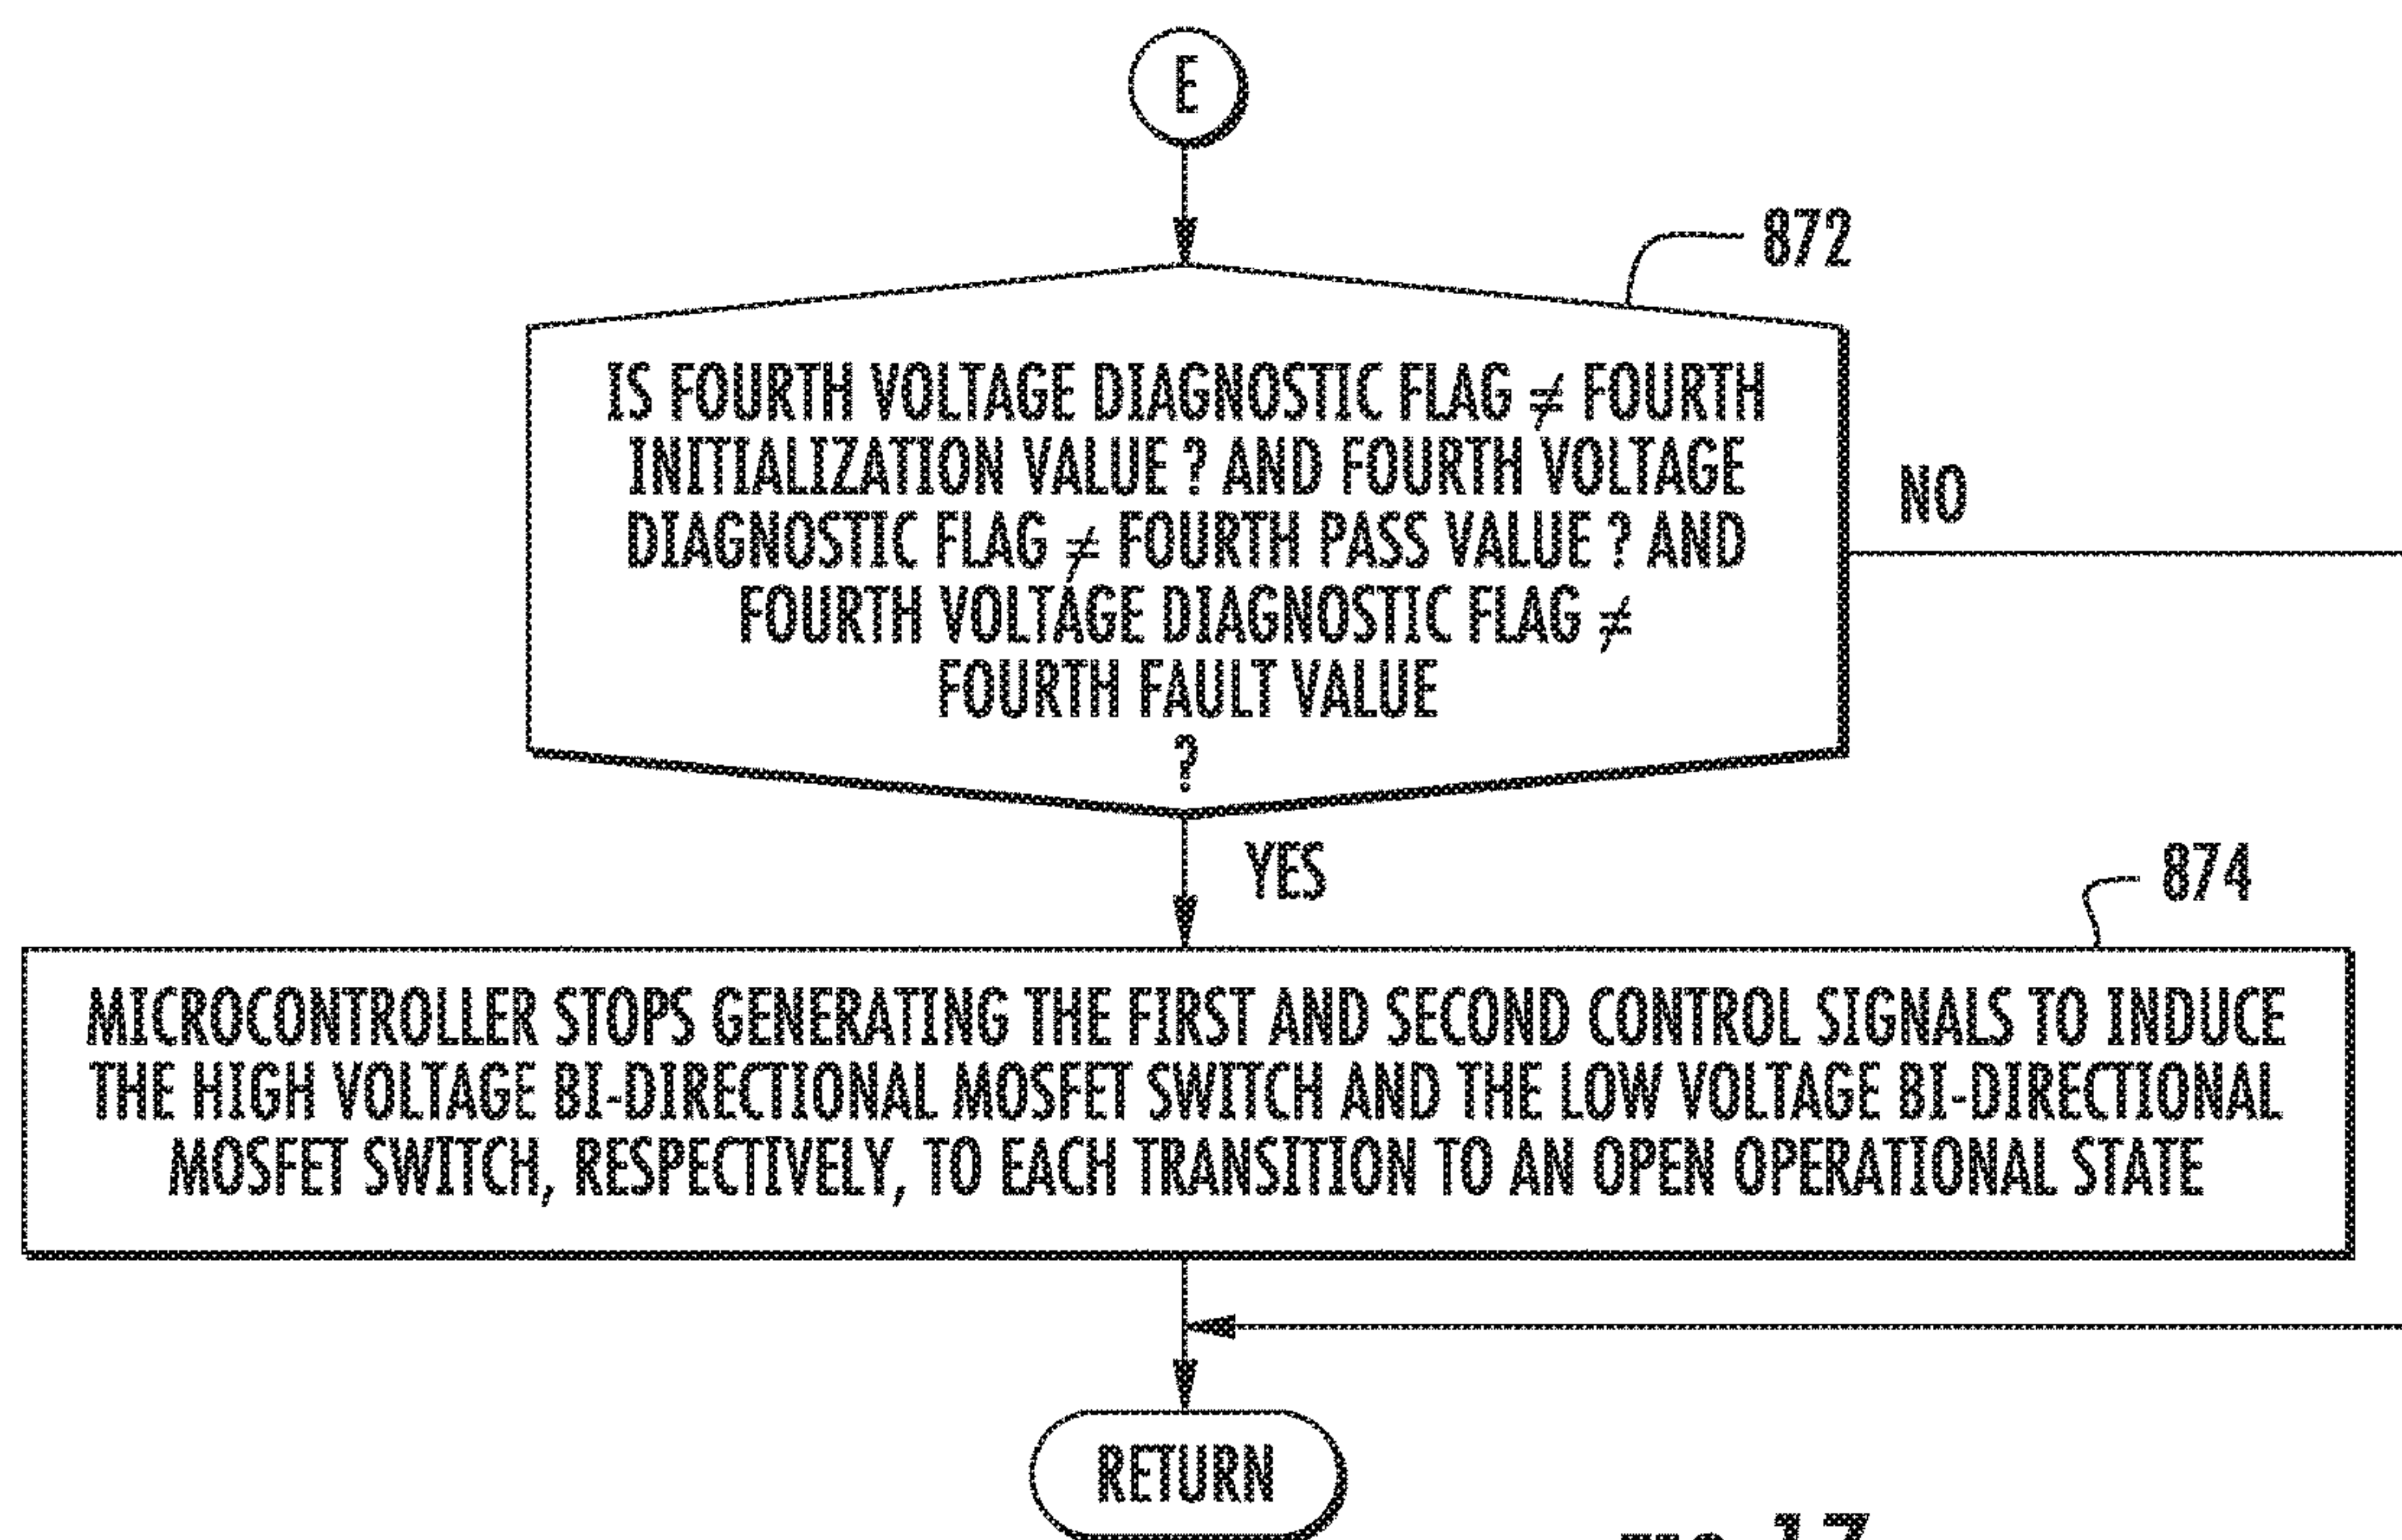 E
872
IS FOURTH VOLTAGE DIAGNOSTIC FLAG ≠ FOURTH
INITIALIZATION VALUE ? AND FOURTH VOLTAGE
DIAGNOSTIC FLAG ≠ FOURTH PASS VALUE ? AND
FOURTH VOLTAGE DIAGNOSTIC FLAG ≠
FOURTH FAULT VALUE
?
NO
YES
874
MICROCONTROLLER STOPS GENERATING THE FIRST AND SECOND CONTROL SIGNALS TO INDUCE
THE HIGH VOLTAGE BI-DIRECTIONAL MOSFET SWITCH AND THE LOW VOLTAGE BI-DIRECTIONAL
MOSFET SWITCH, RESPECTIVELY, TO EACH TRANSITION TO AN OPEN OPERATIONAL STATE
RETURN